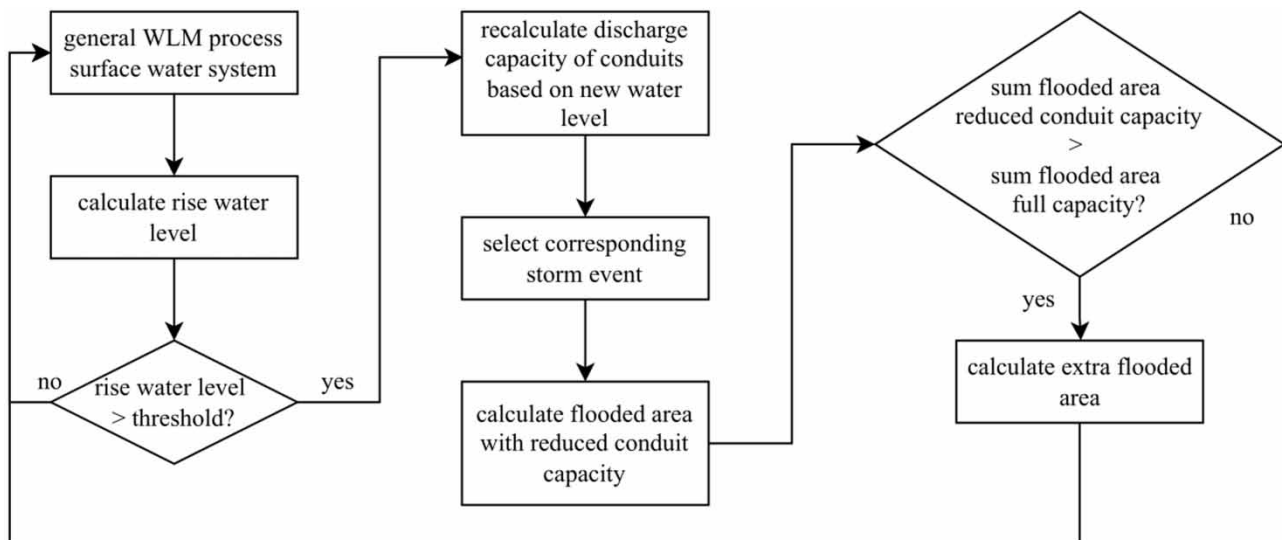 general WLM process
surface water system
calculate rise water
level
no
rise water level
> threshold?
yes
recalculate discharge
capacity of conduits
based on new water
level
select corresponding
storm event
calculate flooded area
with reduced conduit
capacity
sum flooded area
reduced conduit capacity
>
sum flooded area
full capacity?
no
yes
calculate extra flooded
area